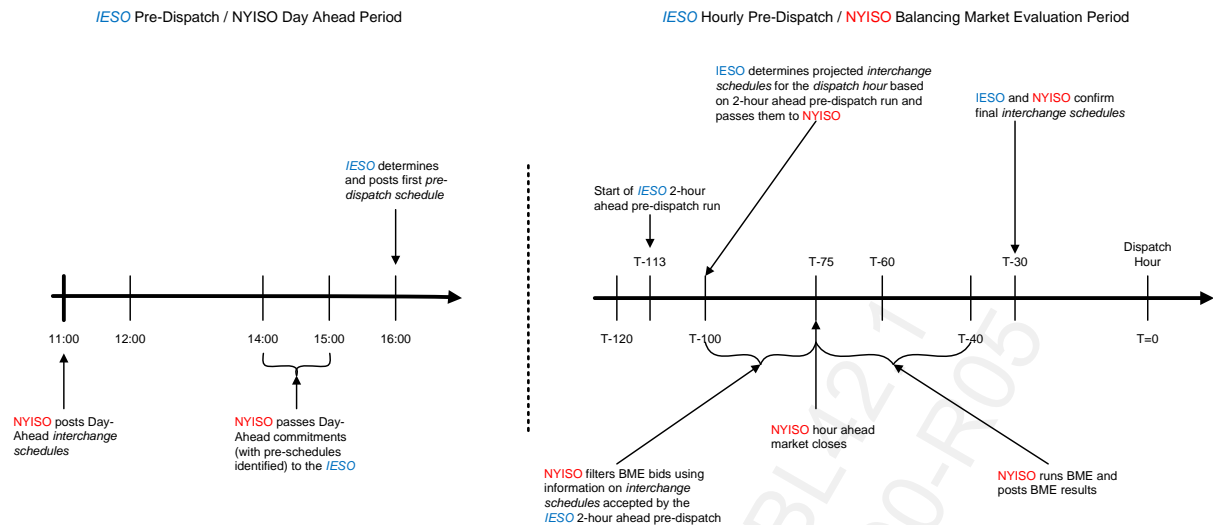 IESO Pre-Dispatch / NYISO Day Ahead Period
IESO Hourly Pre-Dispatch / NYISO Balancing Market Evaluation Period
IESO determines
and posts first pre-
dispatch schedule
11:00
12:00
14:00
15:00
16:00
NYISO posts Day-
Ahead interchange
schedules
NYISO passes Day-
Ahead commitments
(with pre-schedules
identified) to the IESO
IESO determines projected interchange
schedules for the dispatch hour based
on 2-hour ahead pre-dispatch run and
passes them to NYISO
IESO and NYISO confirm
final interchange schedules
Start of IESO 2-hour
ahead pre-dispatch run
Dispatch
Hour
T-113
T-75
T-60
T-30
T-120
T-100
T-40
T=0
NYISO hour ahead
market closes
NYISO filters BME bids using
information on interchange
schedules accepted by the
IESO 2-hour ahead pre-dispatch
NYISO runs BME and
posts BME results